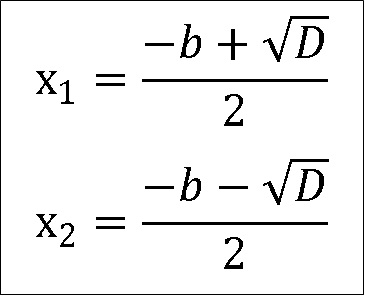 x₁ = (−b + √D) / 2
x₂ = (−b − √D) / 2